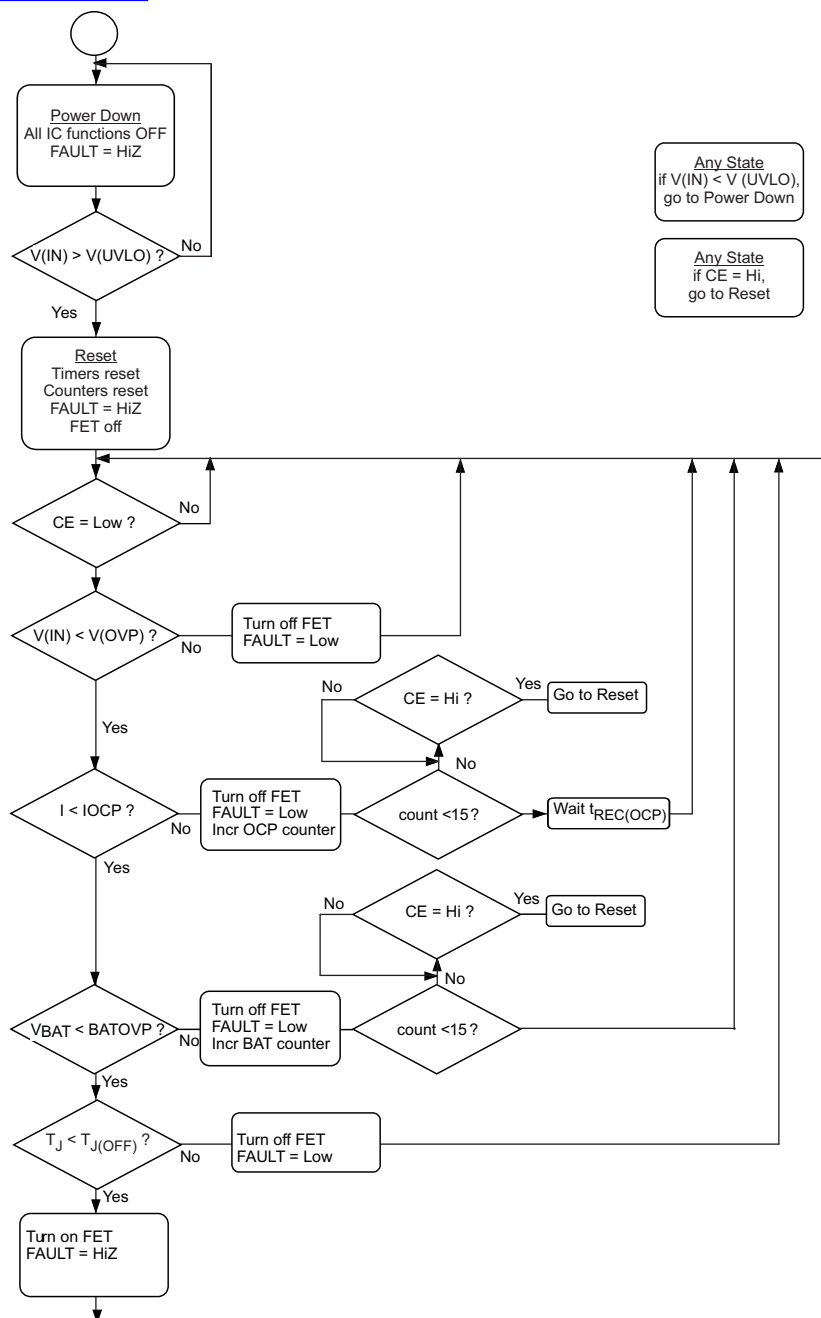 Power Down
All IC functions OFF
FAULT = HiZ
V(IN) > V(UVLO) ?
No
Yes
Any State
if V(IN) < V (UVLO),
go to Power Down
Any State
if CE = Hi,
go to Reset
Reset
Timers reset
Counters reset
FAULT = HiZ
FET off
CE = Low ?
No
V(IN) < V(OVP) ?
No
Turn off FET
FAULT = Low
Yes
No
CE = Hi ?
Yes
Go to Reset
No
I < IOCP ?
No
Turn off FET
FAULT = Low
Incr OCP counter
count <15 ?
Wait tREC(OCP)
Yes
No
CE = Hi ?
Yes
Go to Reset
No
VBAT < BATOVP ?
No
Turn off FET
FAULT = Low
Incr BAT counter
count <15 ?
Yes
TJ < TJ(OFF) ?
No
Turn off FET
FAULT = Low
Yes
Turn on FET
FAULT = HiZ